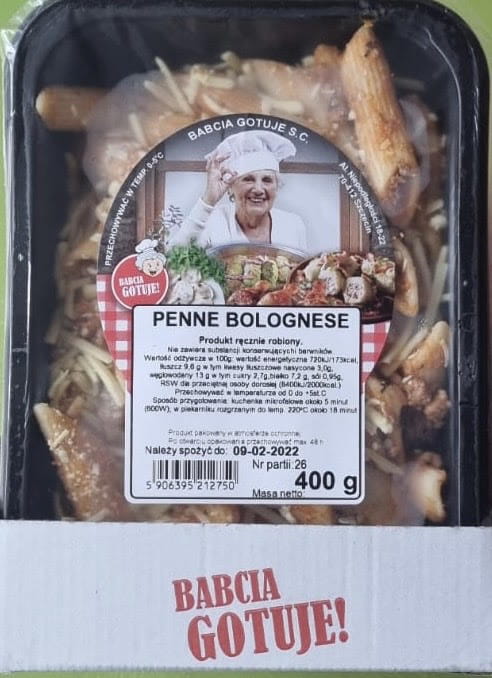 BABCIA GOTUJE S.C.
PRZECHOWYWAĆ W TEMP. 0-5°C
Al. Niepodległości 18-22
70-412 Szczecin
BABCIA
GOTUJE!
PENNE BOLOGNESE
Produkt ręcznie robiony.
Nie zawiera substancji konserwujących barwników.
Wartość odżywcza w 100g: wartość energetyczna 720kJ/173kcal,
tłuszcz 9,6 g w tym kwasy tłuszczowe nasycone 3,0g,
węglowodany 13 g w tym cukry 2,7g,białko 7,2 g, sól 0,95g,
RSW dla przeciętnej osoby dorosłej (8400kJ/2000kcal.)
Przechowywać w temperaturze od 0 do +5st.C
Sposób przygotowania: kuchenka mikrofalowa około 5 minut
(600W), w piekarniku rozgrzanym do temp. 220°C około 18 minut
Produkt pakowany w atmosferze ochronnej.
Po otwarciu opakowania przechowywać max. 48 h
Należy spożyć do: 09-02-2022
Nr partii:26
5 906395 212750
Masa netto: 400 g
BABCIA
GOTUJE!